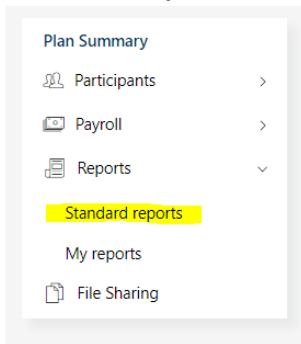 Plan Summary
Participants
Payroll
Reports
Standard reports
My reports
File Sharing